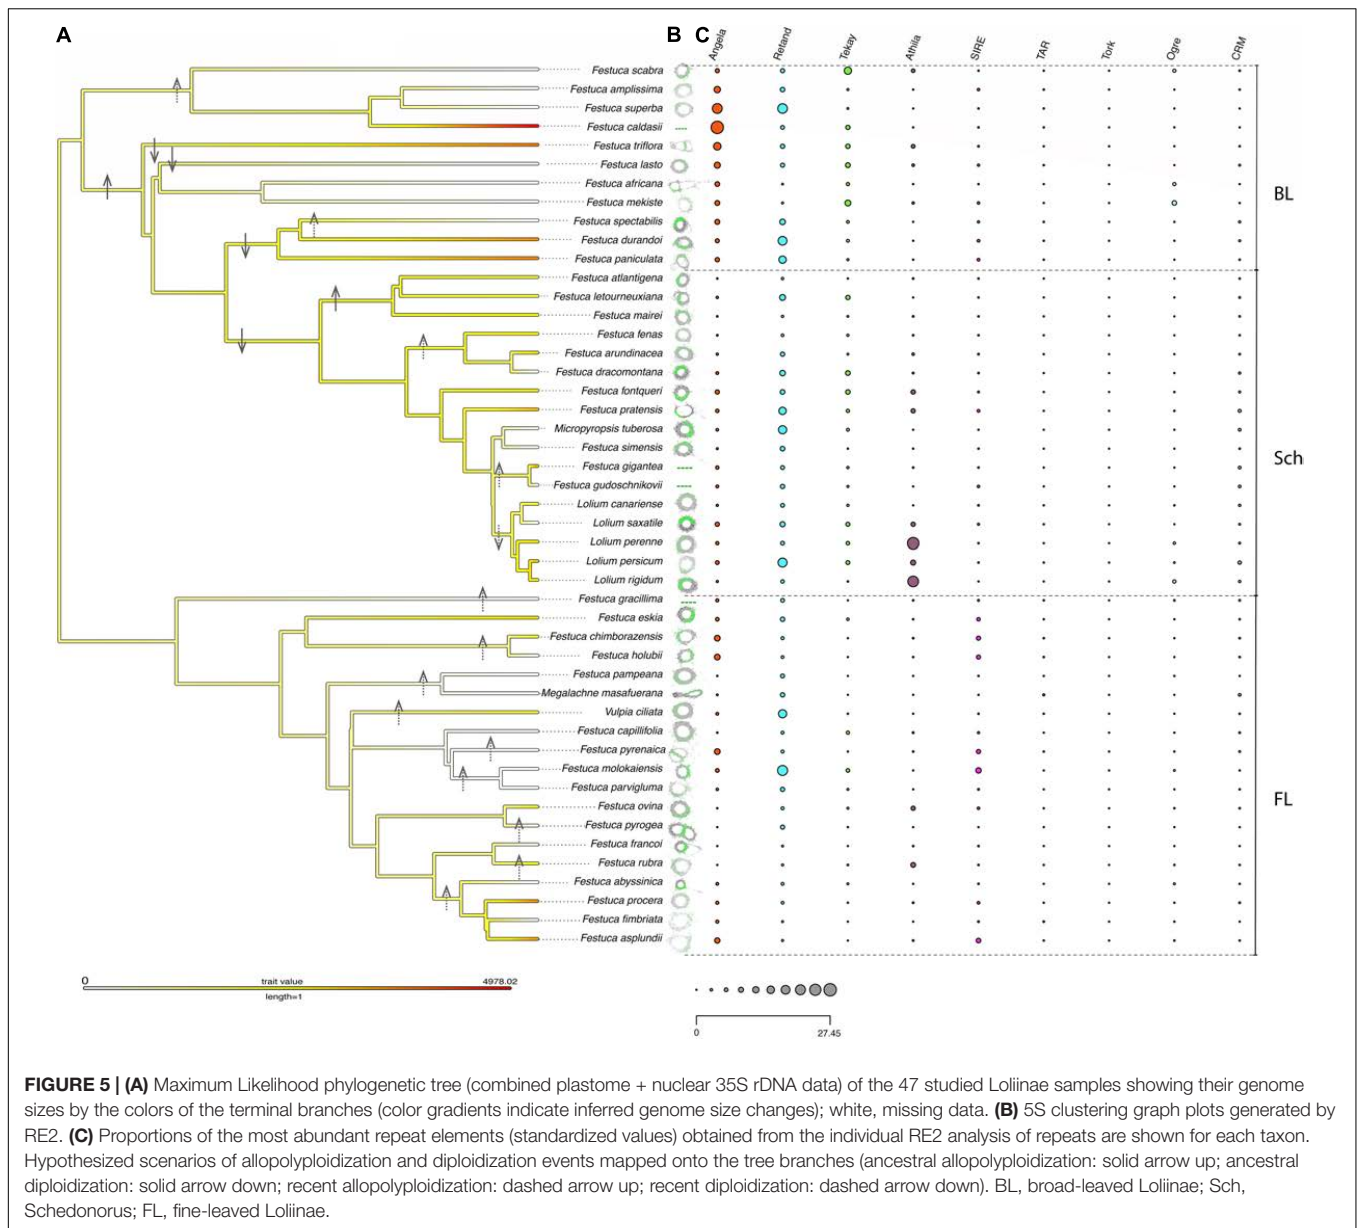 A
B
C
Angela
Retand
Tekay
Athila
SIRE
TAR
Tork
Ogre
CRM
Festuca scabra
Festuca amplissima
Festuca superba
Festuca caldasii
Festuca triflora
Festuca lasto
Festuca africana
Festuca mekiste
Festuca spectabilis
Festuca durandoi
Festuca paniculata
BL
Festuca atlantigena
Festuca letourneuxiana
Festuca mairei
Festuca fenas
Festuca arundinacea
Festuca dracomontana
Festuca fontqueri
Festuca pratensis
Micropyropsis tuberosa
Festuca simensis
Festuca gigantea
Festuca gudoschnikovii
Lolium canariense
Lolium saxatile
Lolium perenne
Lolium persicum
Lolium rigidum
Sch
Festuca gracillima
Festuca eskia
Festuca chimborazensis
Festuca holubii
Festuca pampeana
Megalachne masafuerana
Vulpia ciliata
Festuca capillifolia
Festuca pyrenaica
Festuca molokaiensis
Festuca parvigluma
Festuca ovina
Festuca pyrogea
Festuca francoi
Festuca rubra
Festuca abyssinica
Festuca procera
Festuca fimbriata
Festuca asplundii
FL
0 trait value 4978.02
length=1
0 27.45
FIGURE 5 | (A) Maximum Likelihood phylogenetic tree (combined plastome + nuclear 35S rDNA data) of the 47 studied Loliinae samples showing their genome
sizes by the colors of the terminal branches (color gradients indicate inferred genome size changes); white, missing data. (B) 5S clustering graph plots generated by
RE2. (C) Proportions of the most abundant repeat elements (standardized values) obtained from the individual RE2 analysis of repeats are shown for each taxon.
Hypothesized scenarios of allopolyploidization and diploidization events mapped onto the tree branches (ancestral allopolyploidization: solid arrow up; ancestral
diploidization: solid arrow down; recent allopolyploidization: dashed arrow up; recent diploidization: dashed arrow down). BL, broad-leaved Loliinae; Sch,
Schedonorus; FL, fine-leaved Loliinae.